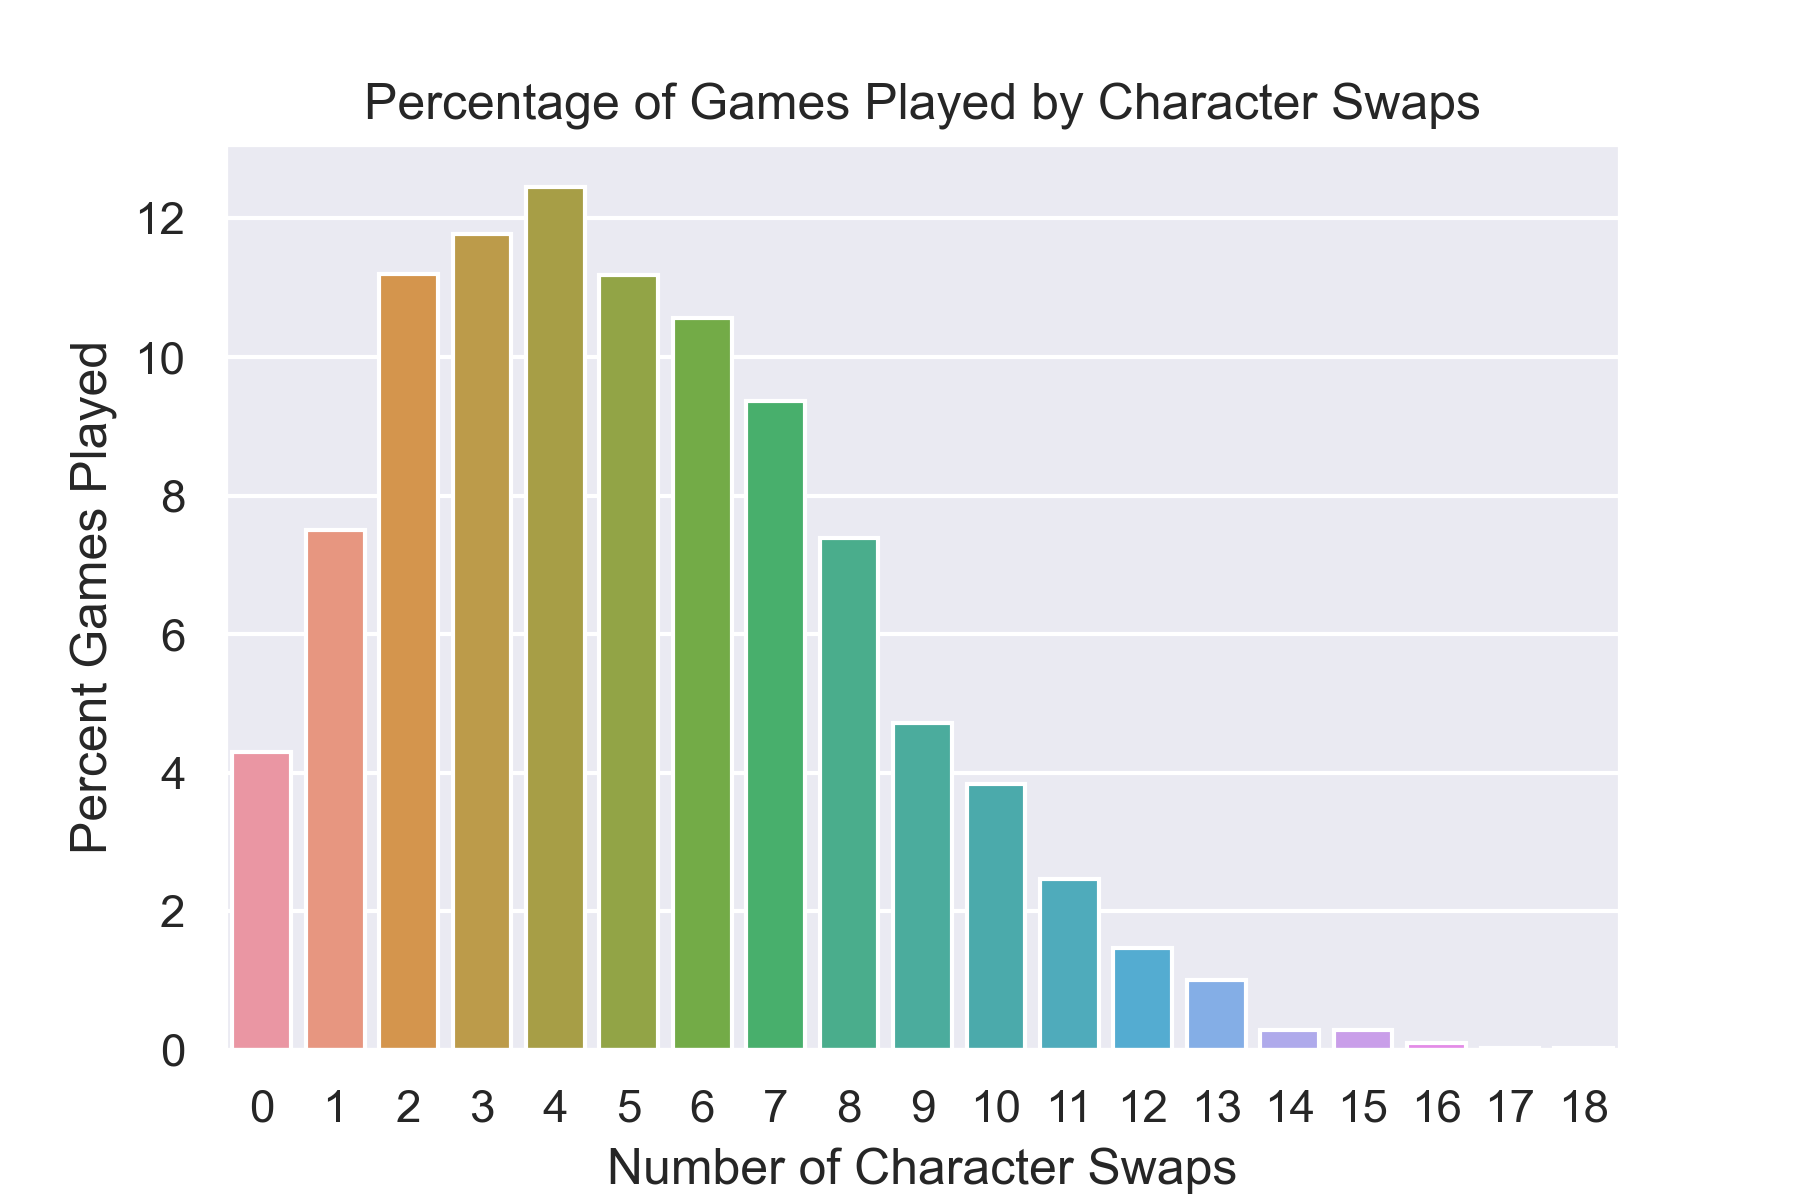 Percentage of Games Played by Character Swaps
12
10
8
6
4
2
0
Percent Games Played
0 1 2 3 4 5 6 7 8 9 10 11 12 13 14 15 16 17 18
Number of Character Swaps